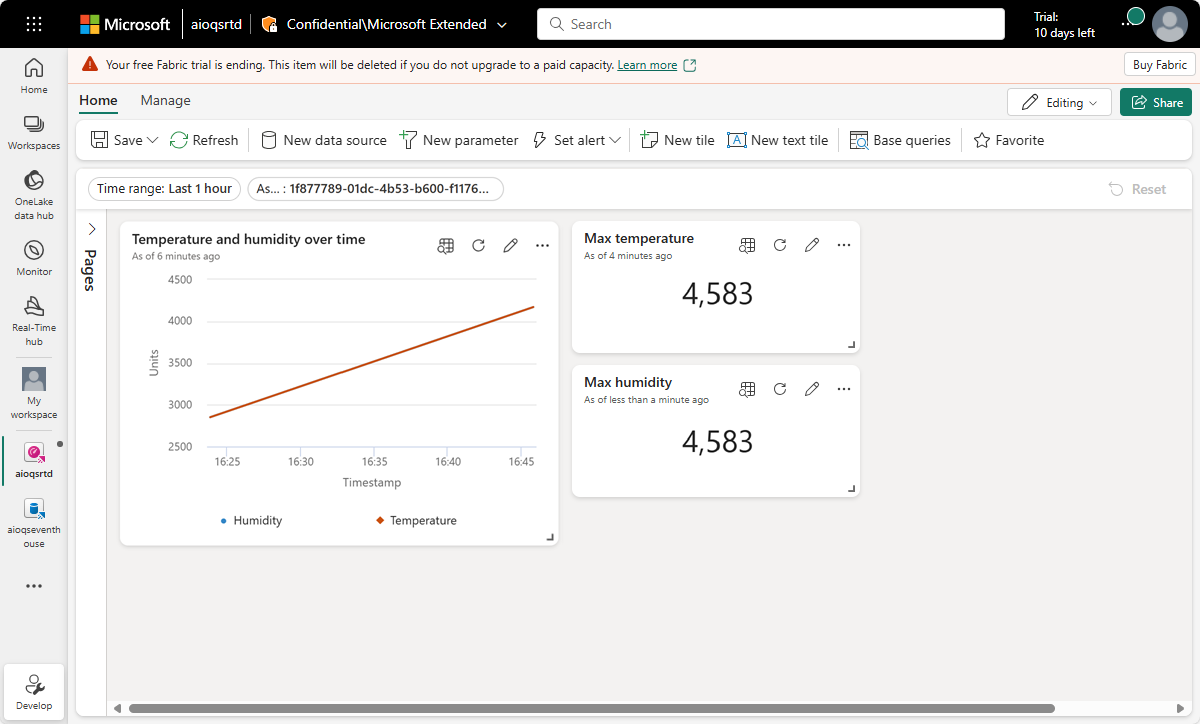 Microsoft
aioqsrtd
Confidential\Microsoft Extended
Search
Trial:
10 days left
Your free Fabric trial is ending. This item will be deleted if you do not upgrade to a paid capacity. Learn more
Buy Fabric
Home
Workspaces
OneLake
data hub
Monitor
Real-Time
hub
My
workspace
aioqsrtd
aioqseventh
ouse
Develop
Home
Manage
Editing
Share
Save
Refresh
New data source
New parameter
Set alert
New tile
New text tile
Base queries
Favorite
Time range: Last 1 hour
As... : 1f877789-01dc-4b53-b600-f1176...
Reset
Pages
Temperature and humidity over time
As of 6 minutes ago
4500
4000
3500
3000
2500
Units
16:25
16:30
16:35
16:40
16:45
Timestamp
Humidity
Temperature
Max temperature
As of 4 minutes ago
4,583
Max humidity
As of less than a minute ago
4,583